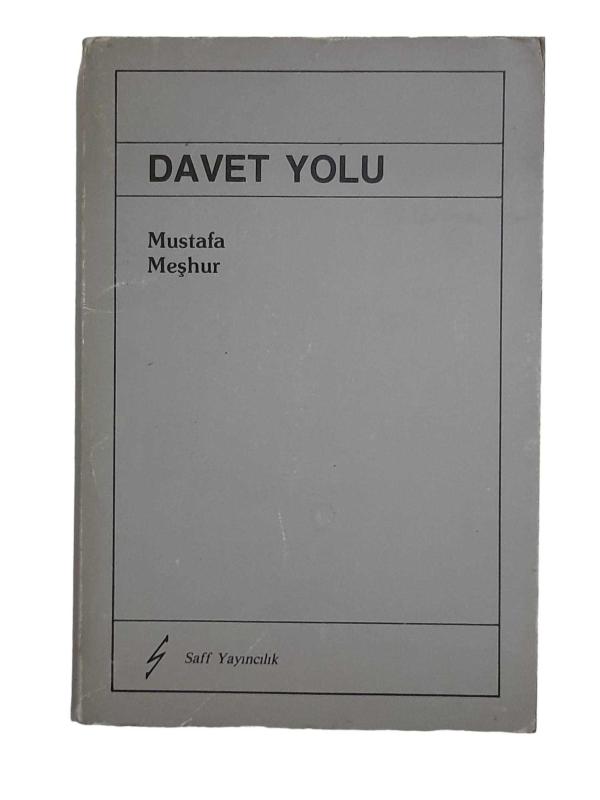 DAVET YOLU
Mustafa
Meşhur
Saff Yayıncılık